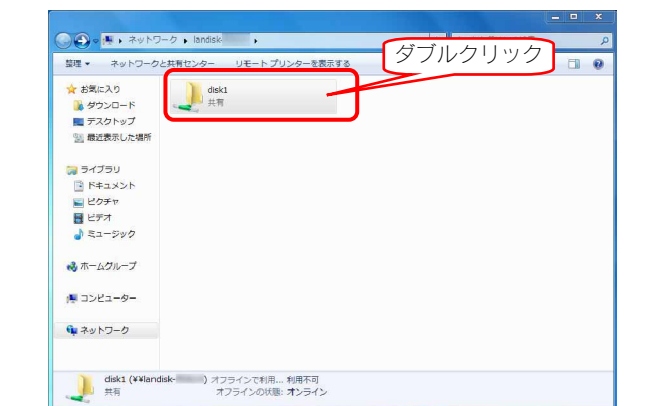 ネットワーク ▸ landisk- ▸
ダブルクリック
整理 ▼ ネットワークと共有センター リモート プリンターを表示する
お気に入り
ダウンロード
デスクトップ
最近表示した場所
ライブラリ
ドキュメント
ピクチャ
ビデオ
ミュージック
ホームグループ
コンピューター
ネットワーク
disk1
共有
disk1 (¥¥landisk- ) オフラインで利用... 利用不可
共有 オフラインの状態: オンライン